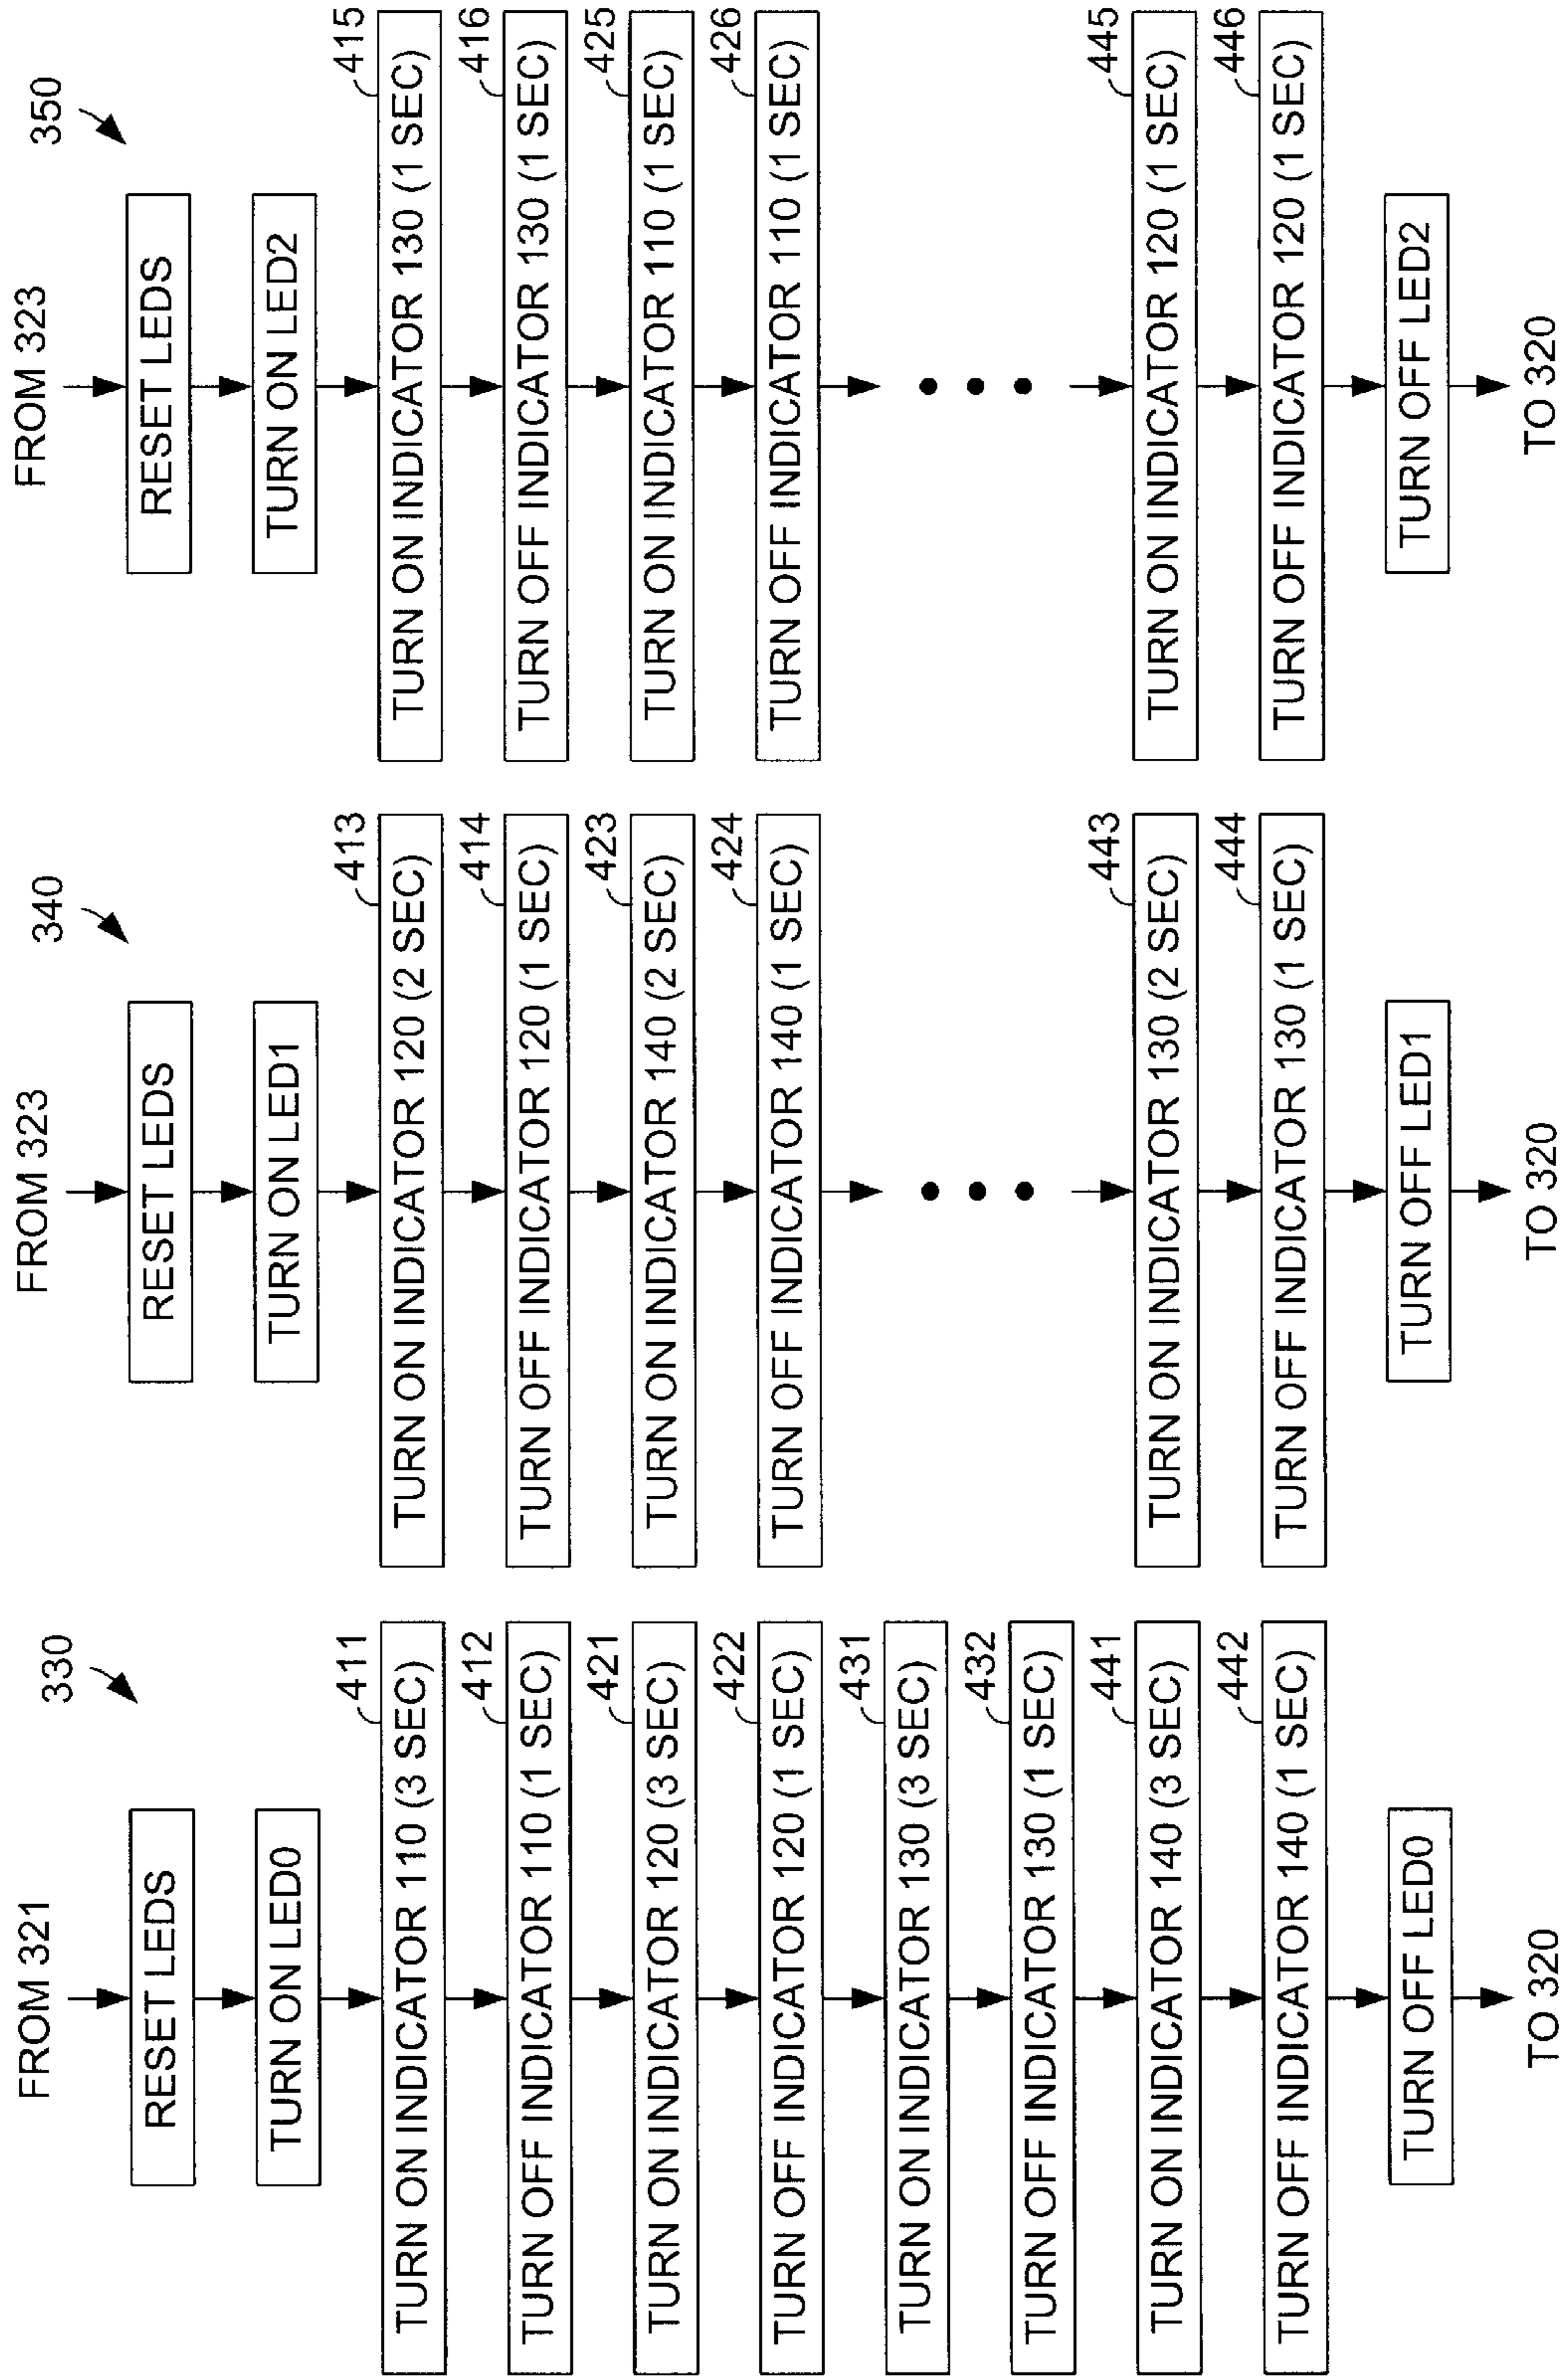 FROM 321
330
RESET LEDS
TURN ON LED0
411
TURN ON INDICATOR 110 (3 SEC)
412
TURN OFF INDICATOR 110 (1 SEC)
421
TURN ON INDICATOR 120 (3 SEC)
422
TURN OFF INDICATOR 120 (1 SEC)
431
TURN ON INDICATOR 130 (3 SEC)
432
TURN OFF INDICATOR 130 (1 SEC)
441
TURN ON INDICATOR 140 (3 SEC)
442
TURN OFF INDICATOR 140 (1 SEC)
TURN OFF LED0
TO 320
FROM 323
340
RESET LEDS
TURN ON LED1
413
TURN ON INDICATOR 120 (2 SEC)
414
TURN OFF INDICATOR 120 (1 SEC)
423
TURN ON INDICATOR 140 (2 SEC)
424
TURN OFF INDICATOR 140 (1 SEC)
443
TURN ON INDICATOR 130 (2 SEC)
444
TURN OFF INDICATOR 130 (1 SEC)
TURN OFF LED1
TO 320
FROM 323
350
RESET LEDS
TURN ON LED2
415
TURN ON INDICATOR 130 (1 SEC)
416
TURN OFF INDICATOR 130 (1 SEC)
425
TURN ON INDICATOR 110 (1 SEC)
426
TURN OFF INDICATOR 110 (1 SEC)
445
TURN ON INDICATOR 120 (1 SEC)
446
TURN OFF INDICATOR 120 (1 SEC)
TURN OFF LED2
TO 320